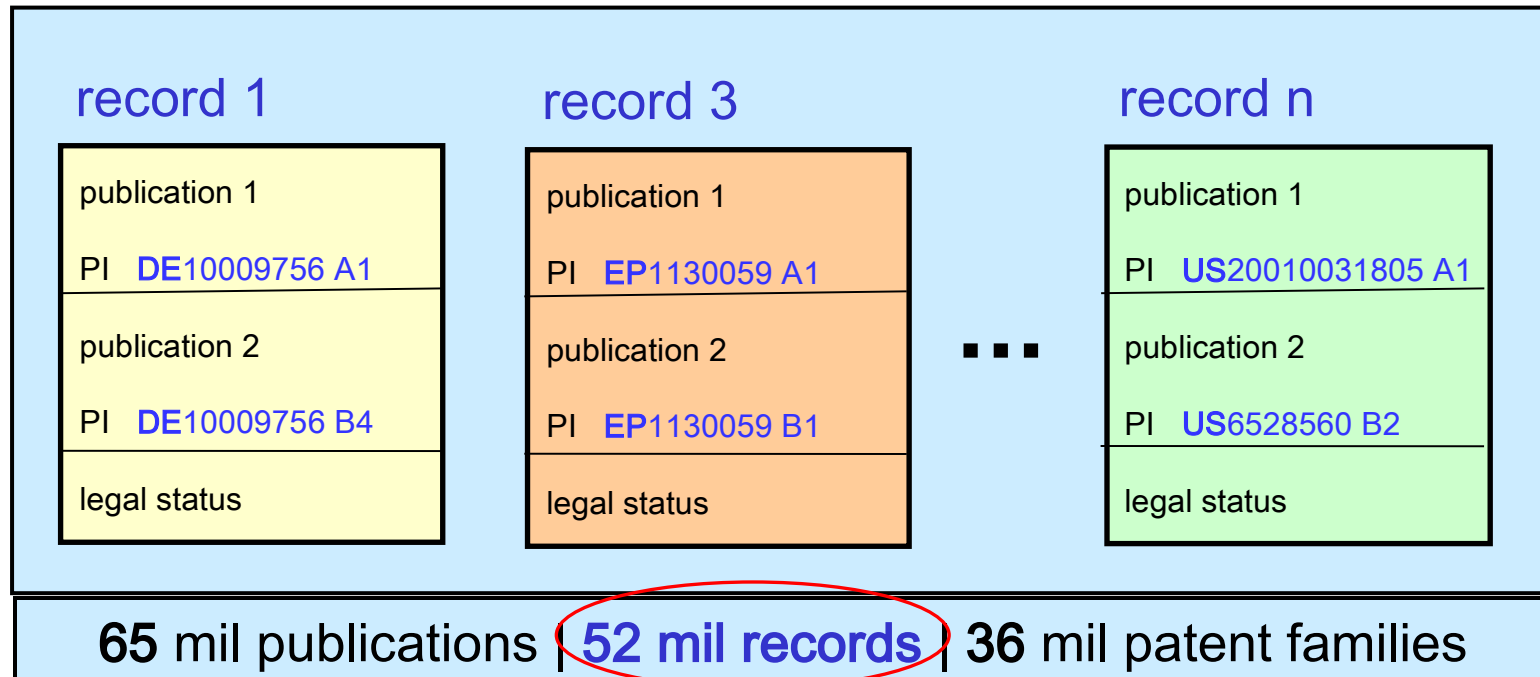 record 1
publication 1
PI DE10009756 A1
publication 2
PI DE10009756 B4
legal status
record 3
publication 1
PI EP1130059 A1
publication 2
PI EP1130059 B1
legal status
...
record n
publication 1
PI US20010031805 A1
publication 2
PI US6528560 B2
legal status
65 mil publications | 52 mil records | 36 mil patent families